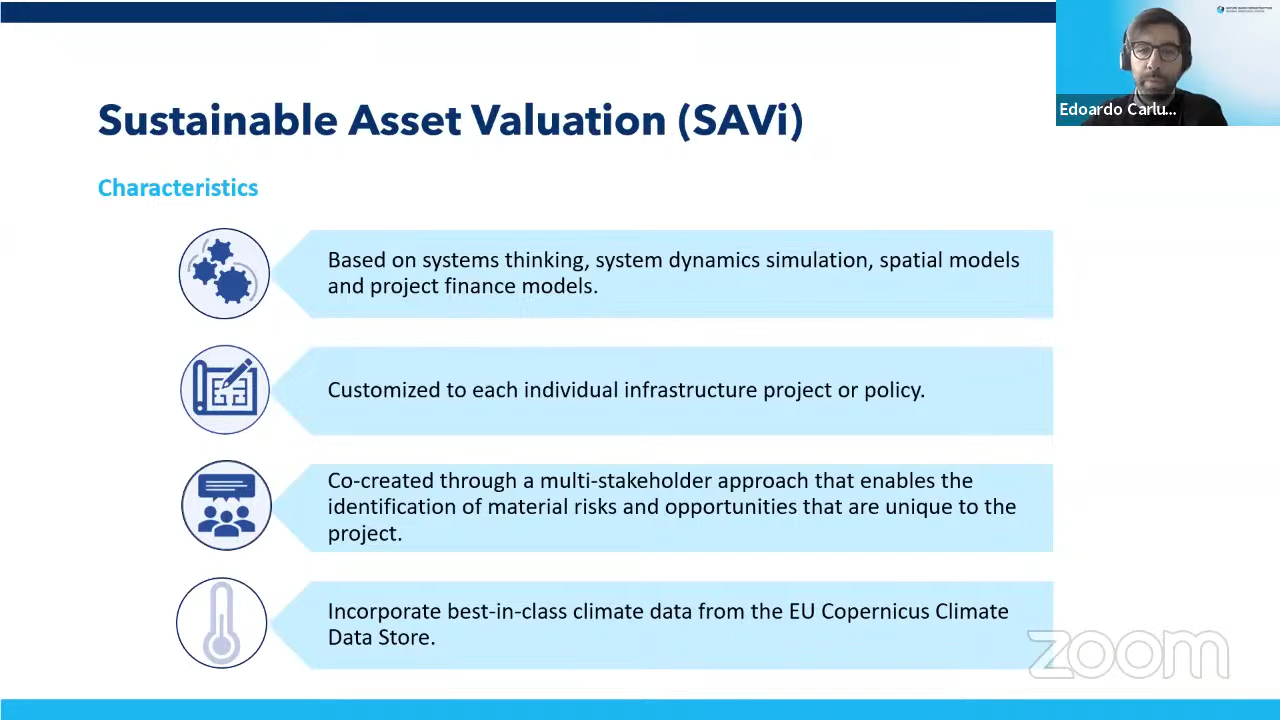 Sustainable Asset Valuation (SAVi)
Edoardo Carlu...
Characteristics
Based on systems thinking, system dynamics simulation, spatial models
and project finance models.
Customized to each individual infrastructure project or policy.
Co-created through a multi-stakeholder approach that enables the
identification of material risks and opportunities that are unique to the
project.
Incorporate best-in-class climate data from the EU Copernicus Climate
Data Store.
zoom